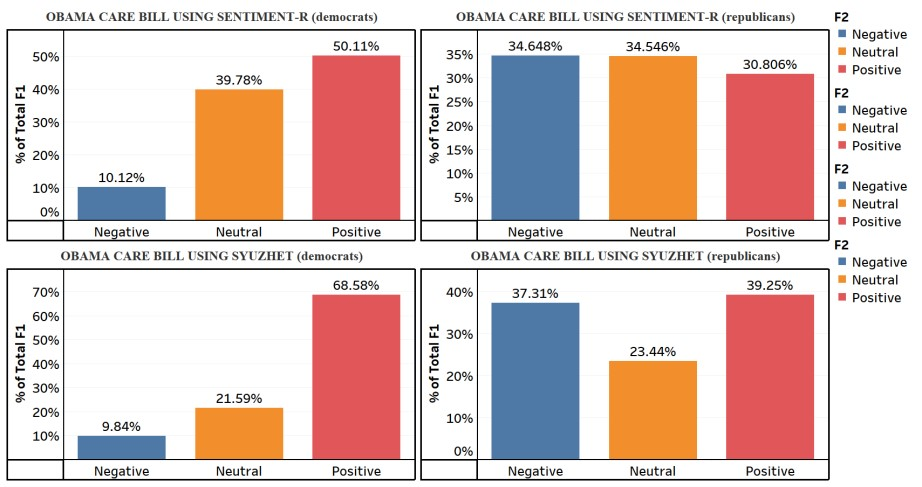 OBAMA CARE BILL USING SENTIMENT-R (democrats)
% of Total F1
50%
40%
30%
20%
10%
0%
10.12%
39.78%
50.11%
Negative
Neutral
Positive
OBAMA CARE BILL USING SENTIMENT-R (republicans)
% of Total F1
35%
30%
25%
20%
15%
10%
5%
34.648%
34.546%
30.806%
Negative
Neutral
Positive
OBAMA CARE BILL USING SYUZHET (democrats)
% of Total F1
70%
60%
50%
40%
30%
20%
10%
9.84%
21.59%
68.58%
Negative
Neutral
Positive
OBAMA CARE BILL USING SYUZHET (republicans)
% of Total F1
40%
30%
20%
10%
0%
37.31%
23.44%
39.25%
Negative
Neutral
Positive
F2
Negative
Neutral
Positive
F2
Negative
Neutral
Positive
F2
Negative
Neutral
Positive
F2
Negative
Neutral
Positive